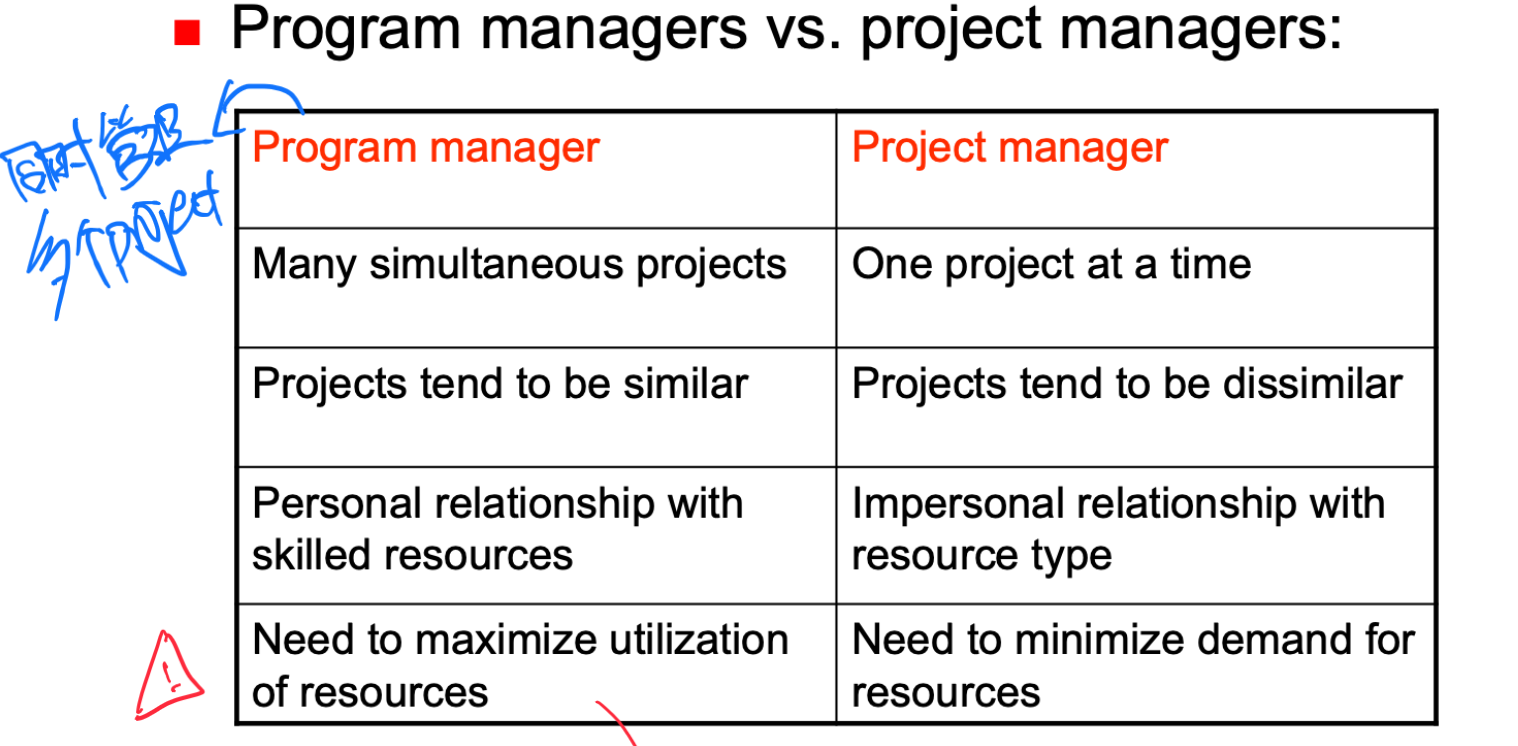 Program managers vs. project managers:
同时管理
多个project
Program manager
Project manager
Many simultaneous projects
One project at a time
Projects tend to be similar
Projects tend to be dissimilar
Personal relationship with
skilled resources
Impersonal relationship with
resource type
Need to maximize utilization
of resources
Need to minimize demand for
resources
!